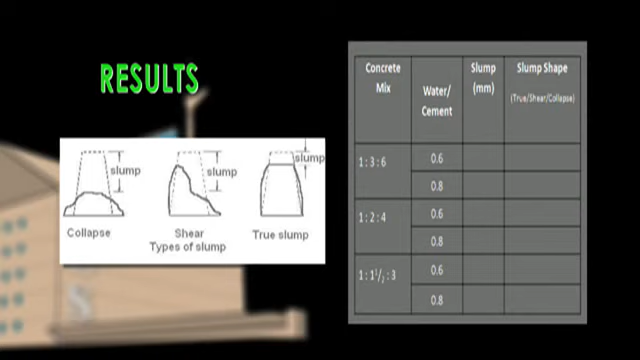 RESULTS
slump
slump
slump
Collapse
Shear
True slump
Types of slump
Concrete Mix
Water/ Cement
Slump (mm)
Slump Shape
(True/Shear/Collapse)
1 : 3 : 6
0.6
0.8
1 : 2 : 4
0.6
0.8
1 : 1 1/2 : 3
0.6
0.8